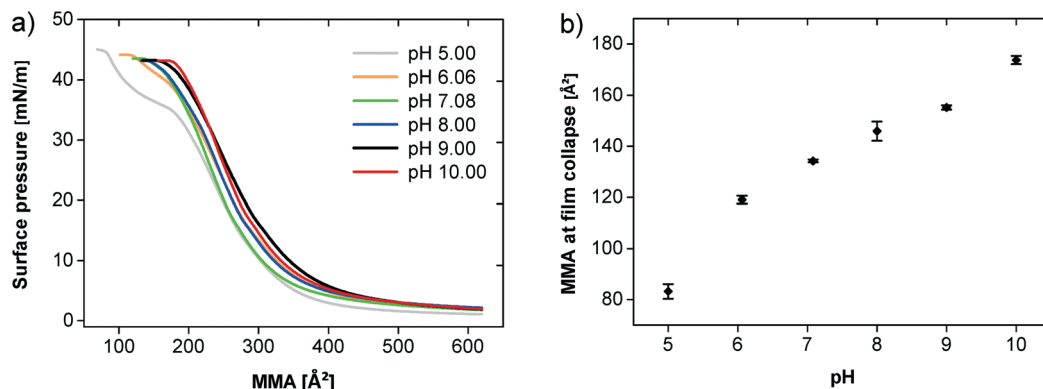 a)
Surface pressure [mN/m]
50
40
30
20
10
0
100 200 300 400 500 600
MMA [Å²]
pH 5.00
pH 6.06
pH 7.08
pH 8.00
pH 9.00
pH 10.00
b)
MMA at film collapse [Å²]
180
160
140
120
100
80
5 6 7 8 9 10
pH